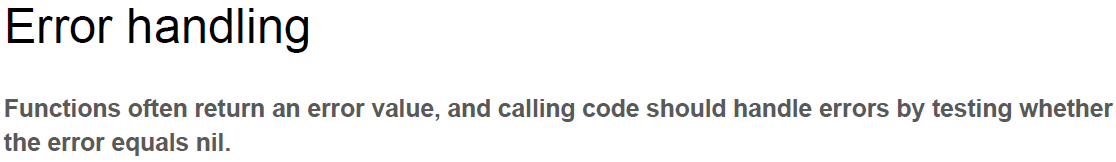 Error handling
Functions often return an error value, and calling code should handle errors by testing whether
the error equals nil.